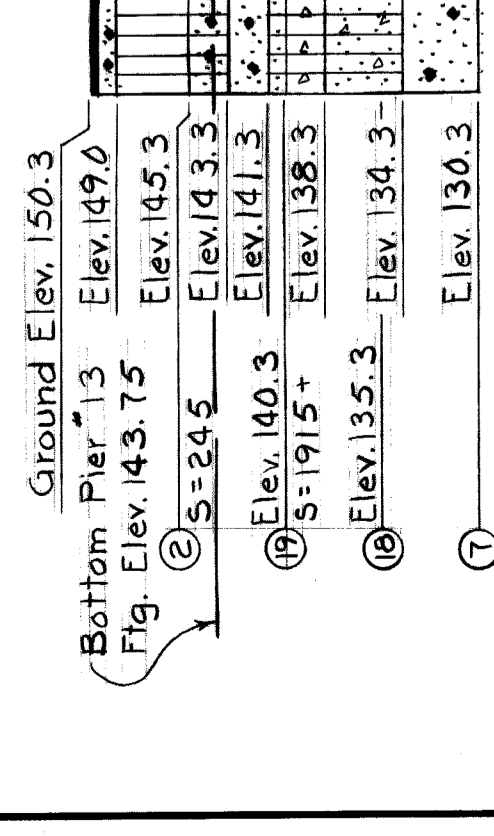 Ground Elev. 150.3
Bottom Pier #13
Ftg. Elev. 143.75
Elev. 149.0
Elev. 145.3
2
S=245
Elev. 143.3
Elev. 141.3
Elev. 140.3
19
S=1915+
Elev. 138.3
Elev. 135.3
18
Elev. 134.3-
7
Elev. 130.3